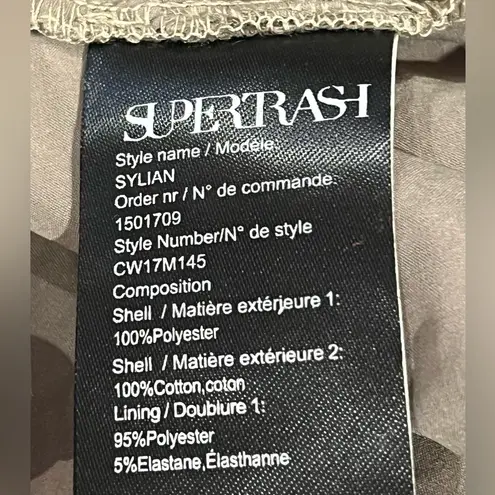 SUPERTRASH
Style name / Modèle:
SYLIAN
Order nr / N° de commande:
1501709
Style Number/N° de style
CW17M145
Composition
Shell / Matière extérjeure 1:
100%Polyester
Shell / Matière extérieure 2:
100%Cotton,coton
Lining / Doublure 1:
95%Polyester
5%Elastane,Élasthanne